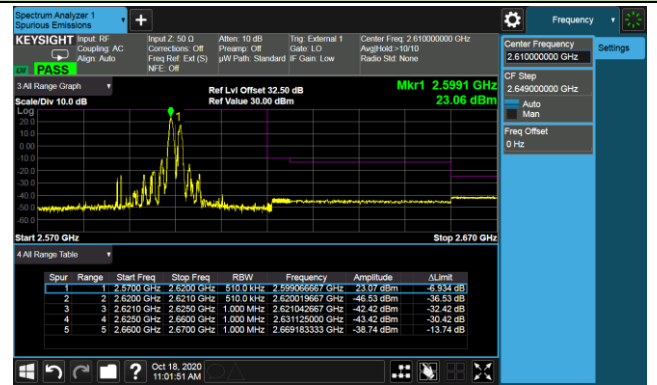 Spectrum Analyzer 1
Spurious Emissions
Frequency
KEYSIGHT
Input: RF
Coupling: AC
Align: Auto
Input Z: 50 Ω
Corrections: Off
Freq Ref: Ext (S)
NFE: Off
Atten: 10 dB
Preamp: Off
µW Path: Standard
Trig: External 1
Gate: LO
IF Gain: Low
Center Freq: 2.610000000 GHz
Avg|Hold:>10/10
Radio Std: None
PASS
Center Frequency
2.610000000 GHz
Settings
CF Step
2.649000000 GHz
Auto
Man
Freq Offset
0 Hz
3 All Range Graph
Scale/Div 10.0 dB
Ref Lvl Offset 32.50 dB
Ref Value 30.00 dBm
Mkr1 2.5991 GHz
23.06 dBm
Log
20.0
10.0
0.00
-10.0
-20.0
-30.0
-40.0
-50.0
-60.0
1
Start 2.570 GHz
Stop 2.670 GHz
4 All Range Table
Spur Range Start Freq Stop Freq RBW Frequency Amplitude ΔLimit
1 1 2.5700 GHz 2.6200 GHz 510.0 kHz 2.599066667 GHz 23.07 dBm -6.934 dB
2 2 2.6200 GHz 2.6210 GHz 510.0 kHz 2.620019667 GHz -46.53 dBm -36.53 dB
3 3 2.6210 GHz 2.6250 GHz 1.000 MHz 2.621042667 GHz -42.42 dBm -32.42 dB
4 4 2.6250 GHz 2.6600 GHz 1.000 MHz 2.631125000 GHz -43.42 dBm -30.42 dB
5 5 2.6600 GHz 2.6700 GHz 1.000 MHz 2.669183333 GHz -38.74 dBm -13.74 dB
?
Oct 18, 2020
11:01:51 AM